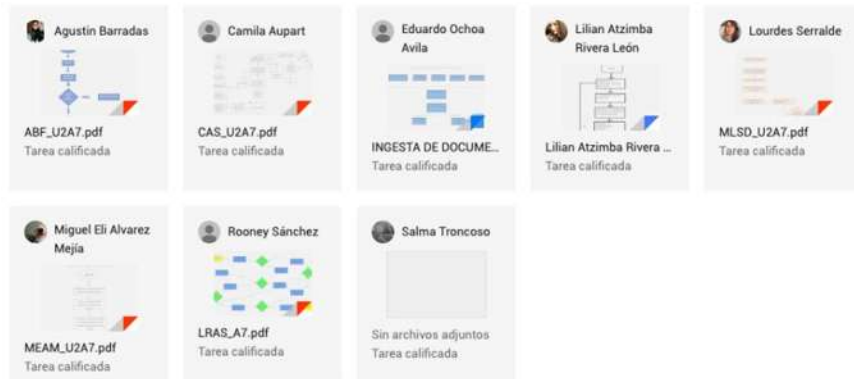 Agustin Barradas
ABF_U2A7.pdf
Tarea calificada
Camila Aupart
CAS_U2A7.pdf
Tarea calificada
Eduardo Ochoa
Avila
INGESTA DE DOCUME...
Tarea calificada
Lilian Atzimba
Rivera León
Lilian Atzimba Rivera ...
Tarea calificada
Lourdes Serralde
MLSD_U2A7.pdf
Tarea calificada
Miguel Eli Alvarez
Mejía
MEAM_U2A7.pdf
Tarea calificada
Rooney Sánchez
LRAS_A7.pdf
Tarea calificada
Salma Troncoso
Sin archivos adjuntos
Tarea calificada